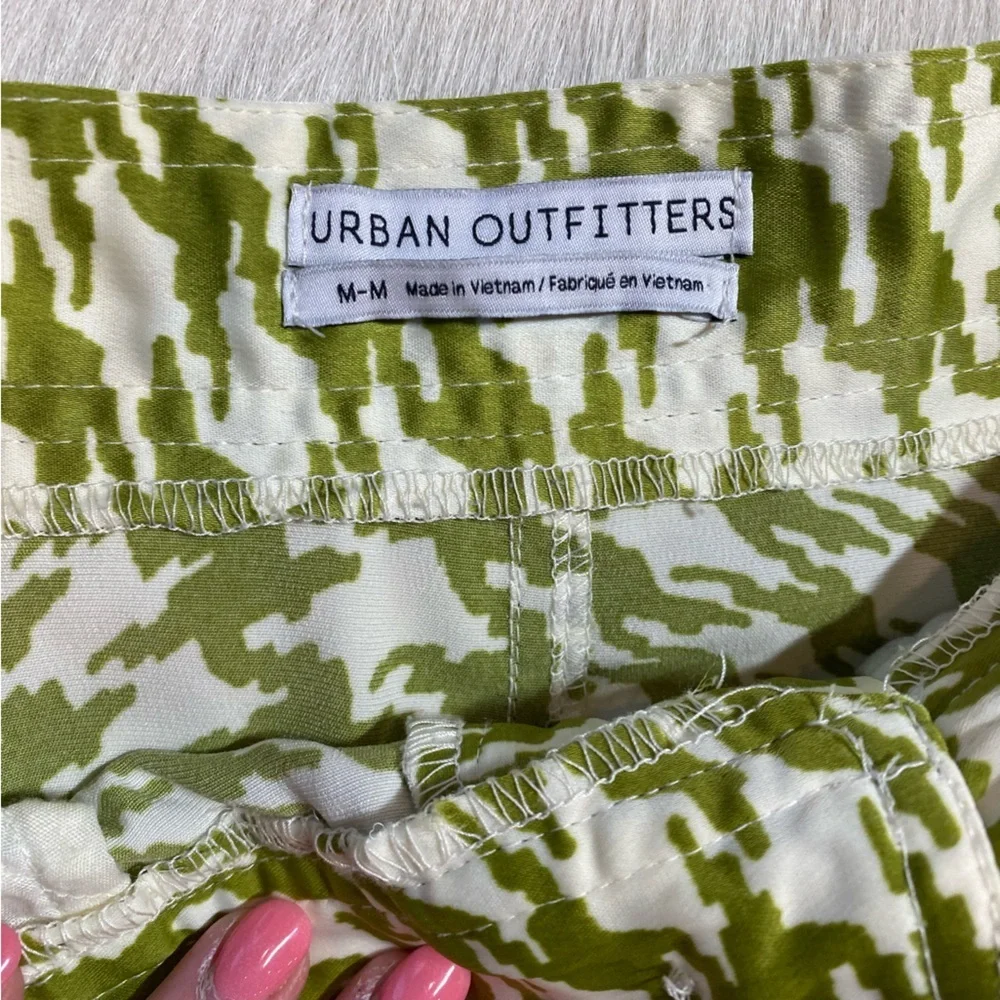 URBAN OUTFITTERS
M-M Made in Vietnam / Fabriqué en Vietnam